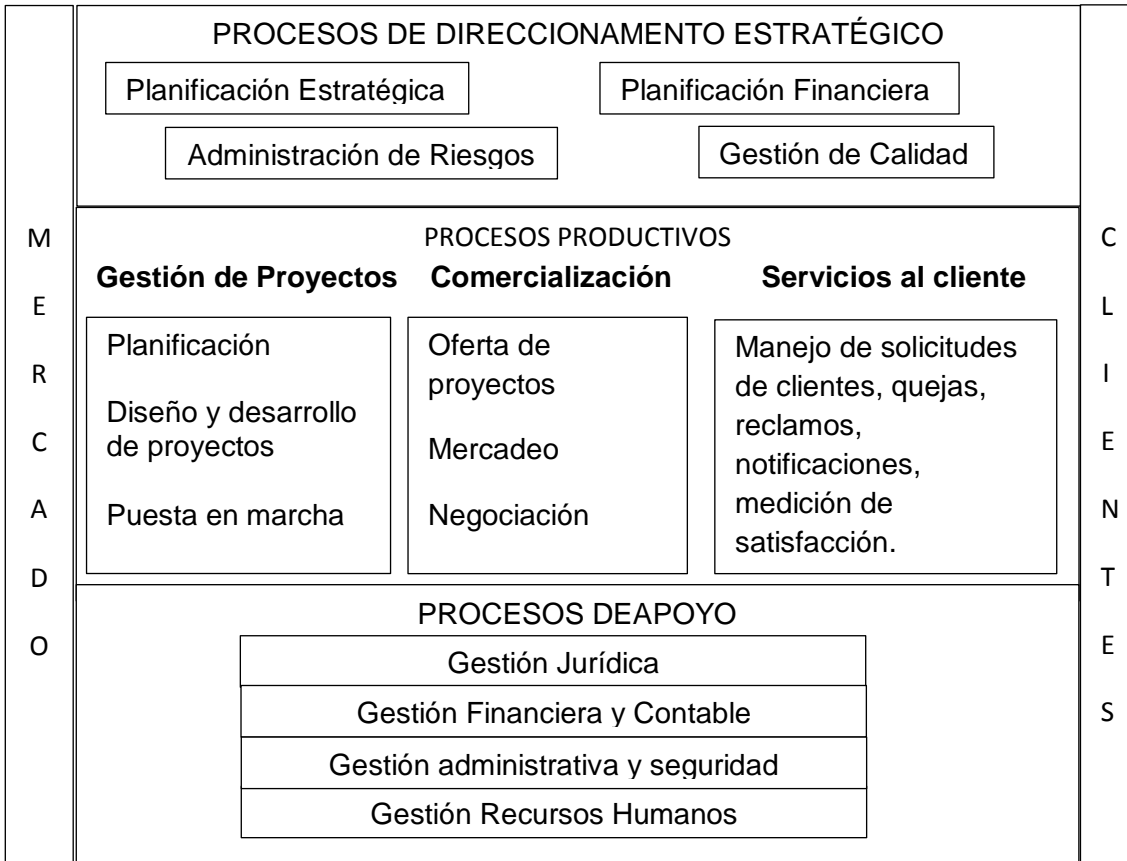 PROCESOS DE DIRECCIONAMENTO ESTRATÉGICO
Planificación Estratégica
Planificación Financiera
Administración de Riesgos
Gestión de Calidad
M
E
R
C
A
D
O
PROCESOS PRODUCTIVOS
Gestión de Proyectos
Planificación
Diseño y desarrollo
de proyectos
Puesta en marcha
Comercialización
Oferta de
proyectos
Mercadeo
Negociación
Servicios al cliente
Manejo de solicitudes
de clientes, quejas,
reclamos,
notificaciones,
medición de
satisfacción.
C
L
I
E
N
T
E
S
PROCESOS DEAPOYO
Gestión Jurídica
Gestión Financiera y Contable
Gestión administrativa y seguridad
Gestión Recursos Humanos